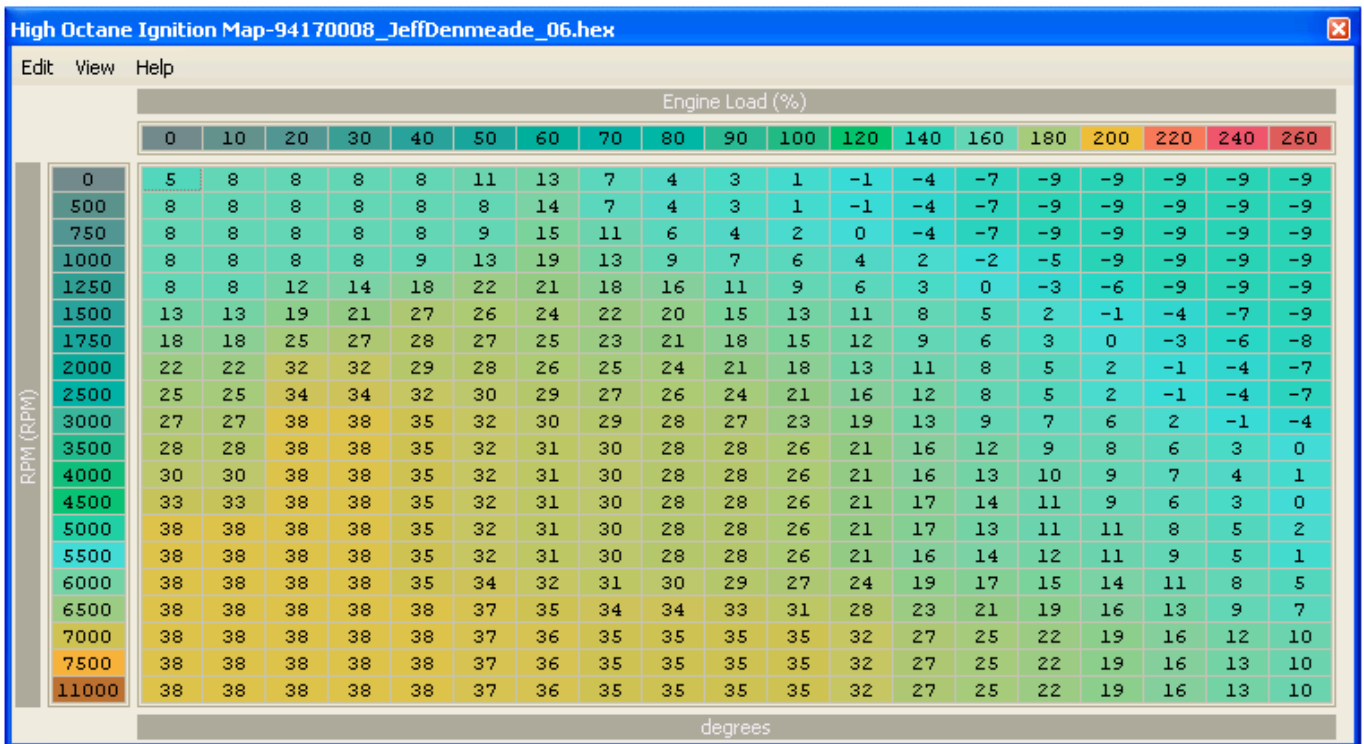 High Octane Ignition Map-94170008_JeffDenmeade_06.hex
Edit View Help
Engine Load (%)
0 10 20 30 40 50 60 70 80 90 100 120 140 160 180 200 220 240 260
RPM (RPM)
0 5 8 8 8 8 11 13 7 4 3 1 -1 -4 -7 -9 -9 -9 -9 -9
500 8 8 8 8 8 8 14 7 4 3 1 -1 -4 -7 -9 -9 -9 -9 -9
750 8 8 8 8 8 9 15 11 6 4 2 0 -4 -7 -9 -9 -9 -9 -9
1000 8 8 8 8 9 13 19 13 9 7 6 4 2 -2 -5 -9 -9 -9 -9
1250 8 8 12 14 18 22 21 18 16 11 9 6 3 0 -3 -6 -9 -9 -9
1500 13 13 19 21 27 26 24 22 20 15 13 11 8 5 2 -1 -4 -7 -9
1750 18 18 25 27 28 27 25 23 21 18 15 12 9 6 3 0 -3 -6 -8
2000 22 22 32 32 29 28 26 25 24 21 18 13 11 8 5 2 -1 -4 -7
2500 25 25 34 34 32 30 29 27 26 24 21 16 12 8 5 2 -1 -4 -7
3000 27 27 38 38 35 32 30 29 28 27 23 19 13 9 7 6 2 -1 -4
3500 28 28 38 38 35 32 31 30 28 28 26 21 16 12 9 8 6 3 0
4000 30 30 38 38 35 32 31 30 28 28 26 21 16 13 10 9 7 4 1
4500 33 33 38 38 35 32 31 30 28 28 26 21 17 14 11 9 6 3 0
5000 38 38 38 38 35 32 31 30 28 28 26 21 17 13 11 11 8 5 2
5500 38 38 38 38 35 32 31 30 28 28 26 21 16 14 12 11 9 5 1
6000 38 38 38 38 35 34 32 31 30 29 27 24 19 17 15 14 11 8 5
6500 38 38 38 38 38 37 35 34 34 33 31 28 23 21 19 16 13 9 7
7000 38 38 38 38 38 37 36 35 35 35 35 32 27 25 22 19 16 12 10
7500 38 38 38 38 38 37 36 35 35 35 35 32 27 25 22 19 16 13 10
11000 38 38 38 38 38 37 36 35 35 35 35 32 27 25 22 19 16 13 10
degrees